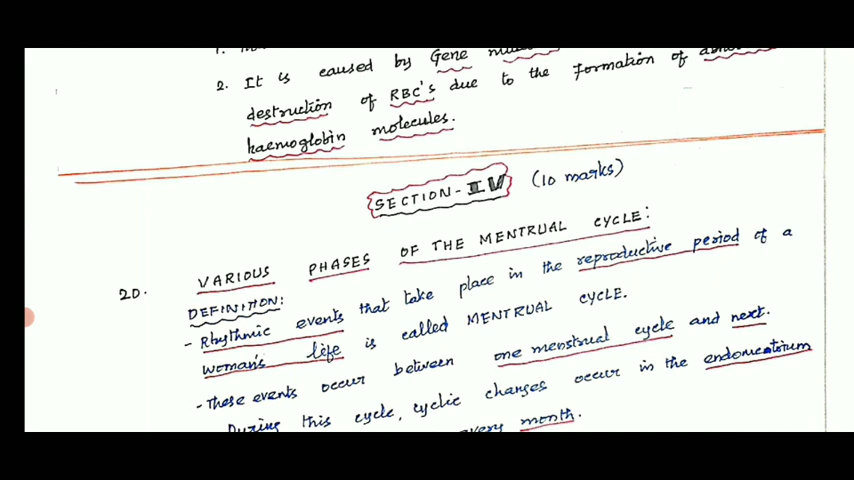 2. It is caused by Gene
destruction of RBC's due to the formation of
haemoglobin molecules.
SECTION-IV (10 marks)
20. VARIOUS PHASES OF THE MENTRUAL CYCLE:
DEFINITION:
- Rhythmic events that take place in the reproductive period of a
woman's life is called MENTRUAL CYCLE.
- These events occur between one menstrual cycle and next.
During this cycle, cyclic changes occur in the endomentorium
every month.